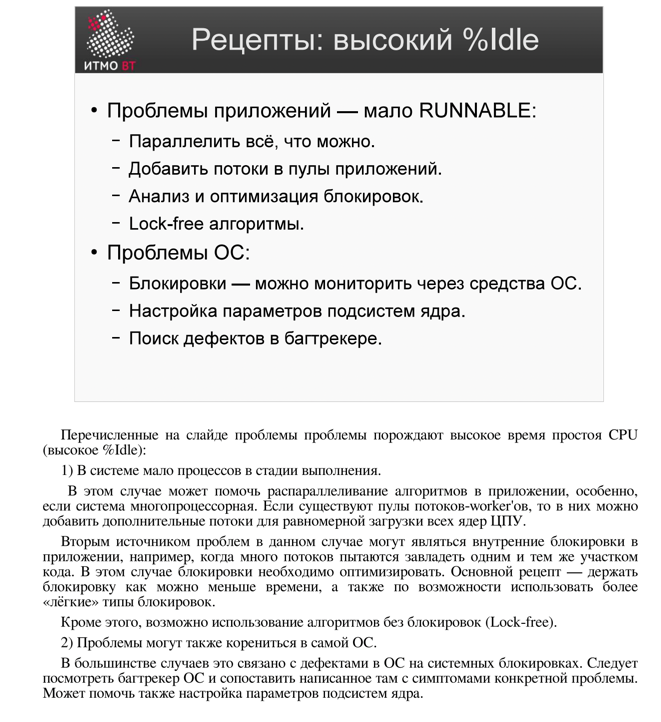 ИТМО ВТ
Рецепты: высокий %Idle
• Проблемы приложений — мало RUNNABLE:
– Параллелить всё, что можно.
– Добавить потоки в пулы приложений.
– Анализ и оптимизация блокировок.
– Lock-free алгоритмы.
• Проблемы ОС:
– Блокировки — можно мониторить через средства ОС.
– Настройка параметров подсистем ядра.
– Поиск дефектов в багтрекере.
Перечисленные на слайде проблемы проблемы порождают высокое время простоя CPU
(высокое %Idle):
1) В системе мало процессов в стадии выполнения.
В этом случае может помочь распараллеливание алгоритмов в приложении, особенно,
если система многопроцессорная. Если существуют пулы потоков-worker'ов, то в них можно
добавить дополнительные потоки для равномерной загрузки всех ядер ЦПУ.
Вторым источником проблем в данном случае могут являться внутренние блокировки в
приложении, например, когда много потоков пытаются завладеть одним и тем же участком
кода. В этом случае блокировки необходимо оптимизировать. Основной рецепт — держать
блокировку как можно меньше времени, а также по возможности использовать более
«лёгкие» типы блокировок.
Кроме этого, возможно использование алгоритмов без блокировок (Lock-free).
2) Проблемы могут также корениться в самой ОС.
В большинстве случаев это связано с дефектами в ОС на системных блокировках. Следует
посмотреть багтрекер ОС и сопоставить написанное там с симптомами конкретной проблемы.
Может помочь также настройка параметров подсистем ядра.